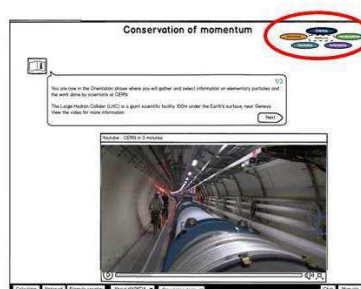 Conservation of momentum
1/3
You are now in the Orientation phase where you will gather and select information on elementary particles and
the work done by scientists at CERN.
The Large Hadron Collider (LHC) is a giant scientific facility 100m under the Earth's surface, near Geneva.
View the video for more information.
Next
Youtube - CERN in 3 minutes